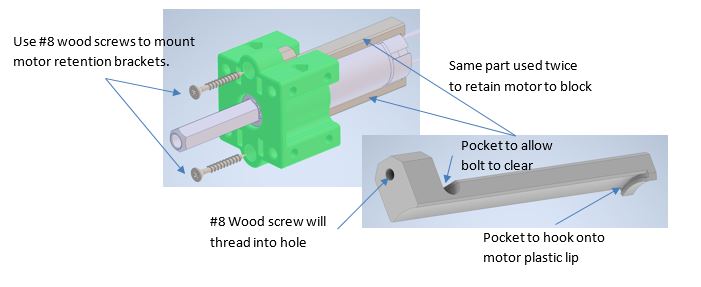 Use #8 wood screws to mount
motor retention brackets.
Same part used twice
to retain motor to block
Pocket to allow
bolt to clear
#8 Wood screw will
thread into hole
Pocket to hook onto
motor plastic lip